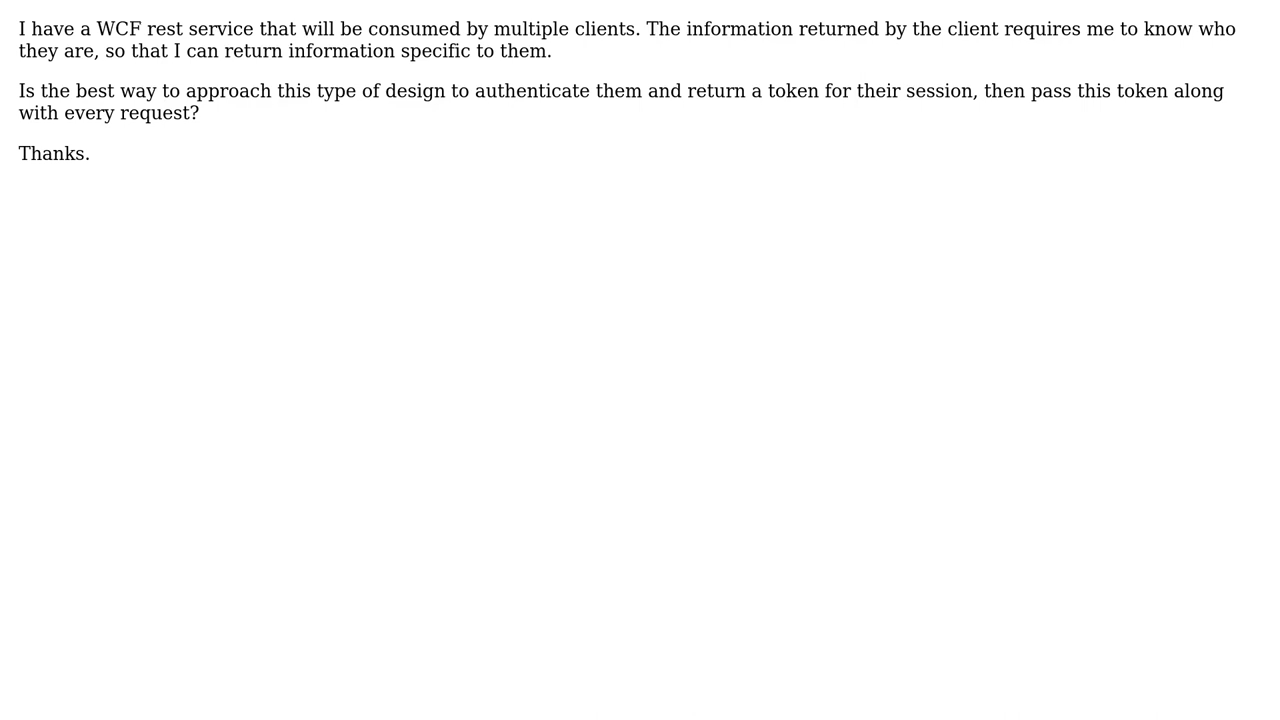 I have a WCF rest service that will be consumed by multiple clients. The information returned by the client requires me to know who
they are, so that I can return information specific to them.
Is the best way to approach this type of design to authenticate them and return a token for their session, then pass this token along
with every request?
Thanks.